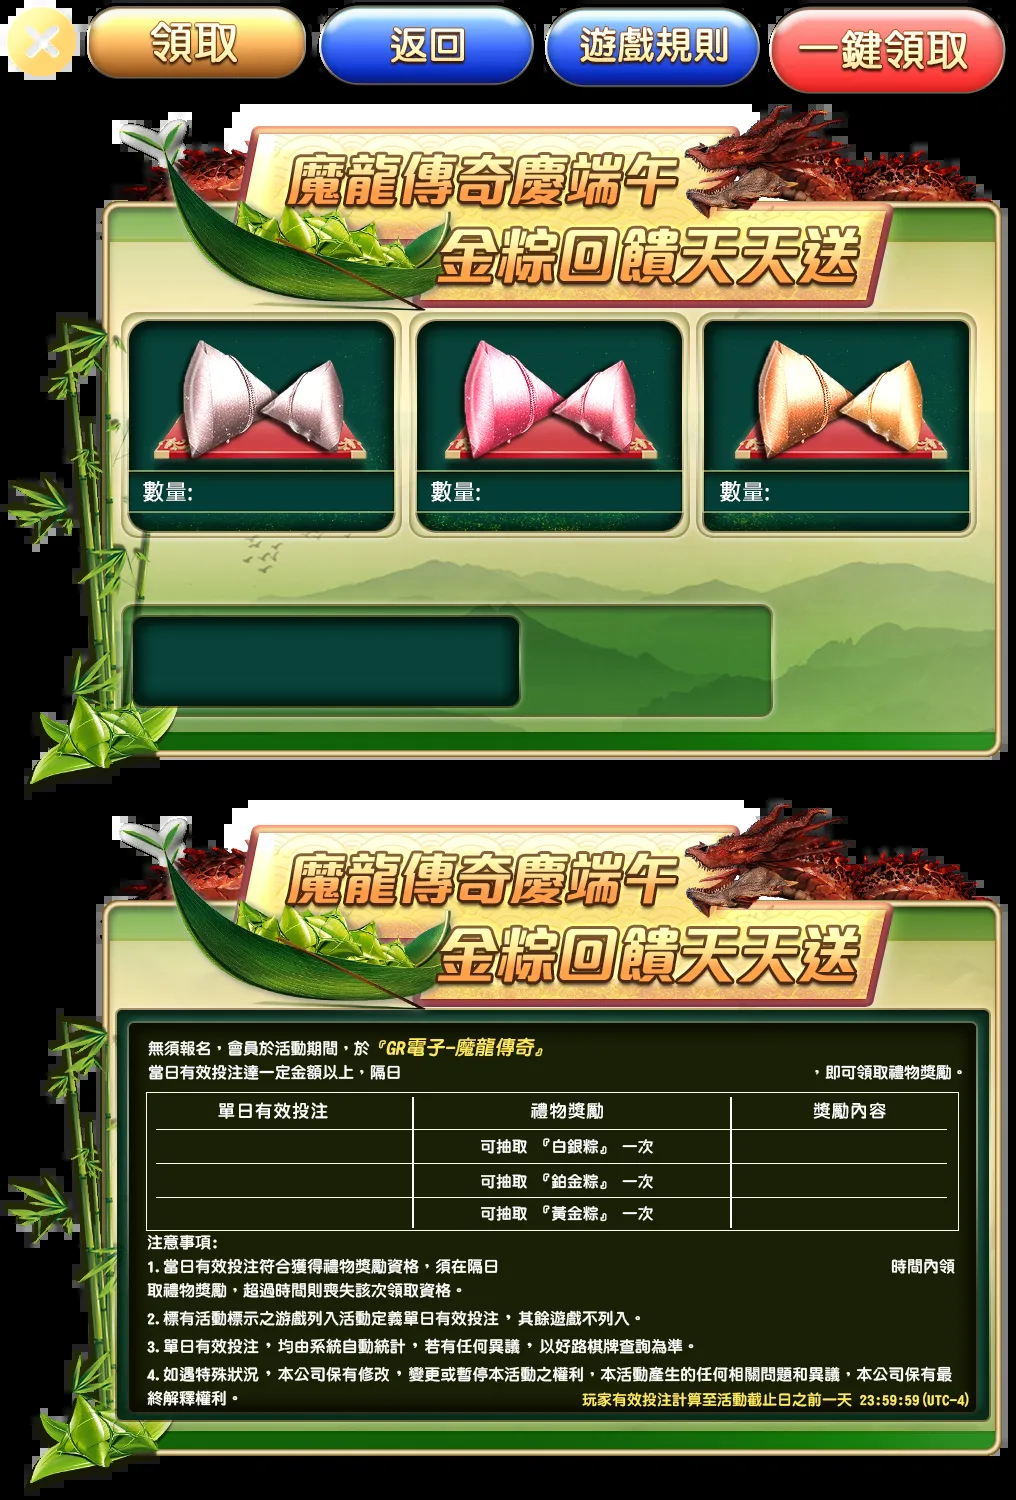 領取
返回
遊戲規則
一鍵領取
魔龍傳奇慶端午
金粽回饋天天送
數量:
數量:
數量:
魔龍傳奇慶端午
金粽回饋天天送
無須報名，會員於活動期間，於『GR電子-魔龍傳奇』
當日有效投注達一定金額以上，隔日 ，即可領取禮物獎勵。
單日有效投注 禮物獎勵 獎勵內容
可抽取 『白銀粽』 一次
可抽取 『鉑金粽』 一次
可抽取 『黃金粽』 一次
注意事項:
1.當日有效投注符合獲得禮物獎勵資格，須在隔日 時間內領
取禮物獎勵，超過時間則喪失該次領取資格。
2.標有活動標示之游戲列入活動定義單日有效投注，其餘遊戲不列入。
3.單日有效投注，均由系統自動統計，若有任何異議，以好路棋牌查詢為準。
4.如遇特殊狀況，本公司保有修改，變更或暫停本活動之權利，本活動產生的任何相關問題和異議，本公司保有最
終解釋權利。
玩家有效投注計算至活動截止日之前一天 23:59:59(UTC-4)